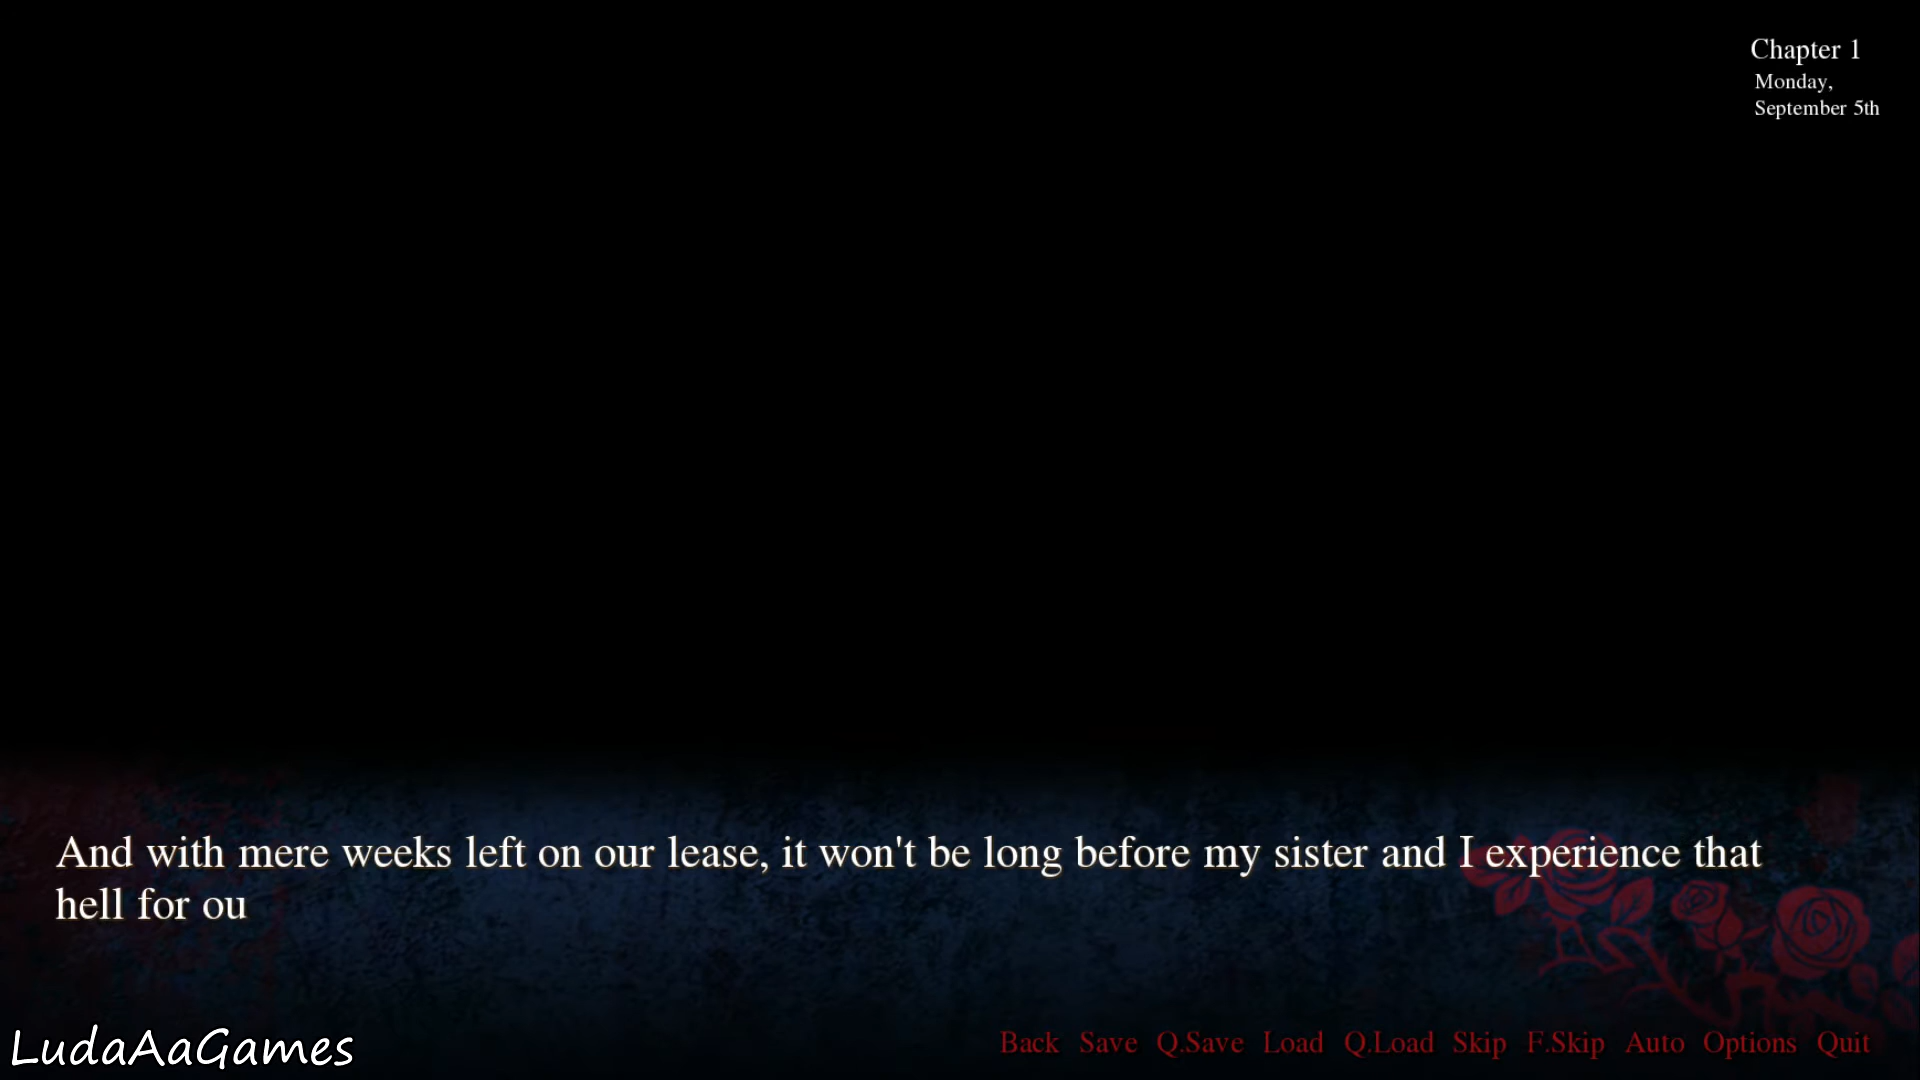 Chapter 1
Monday,
September 5th
And with mere weeks left on our lease, it won't be long before my sister and I experience that
hell for ou
LudaAaGames
Back Save Q.Save Load Q.Load Skip F.Skip Auto Options Quit